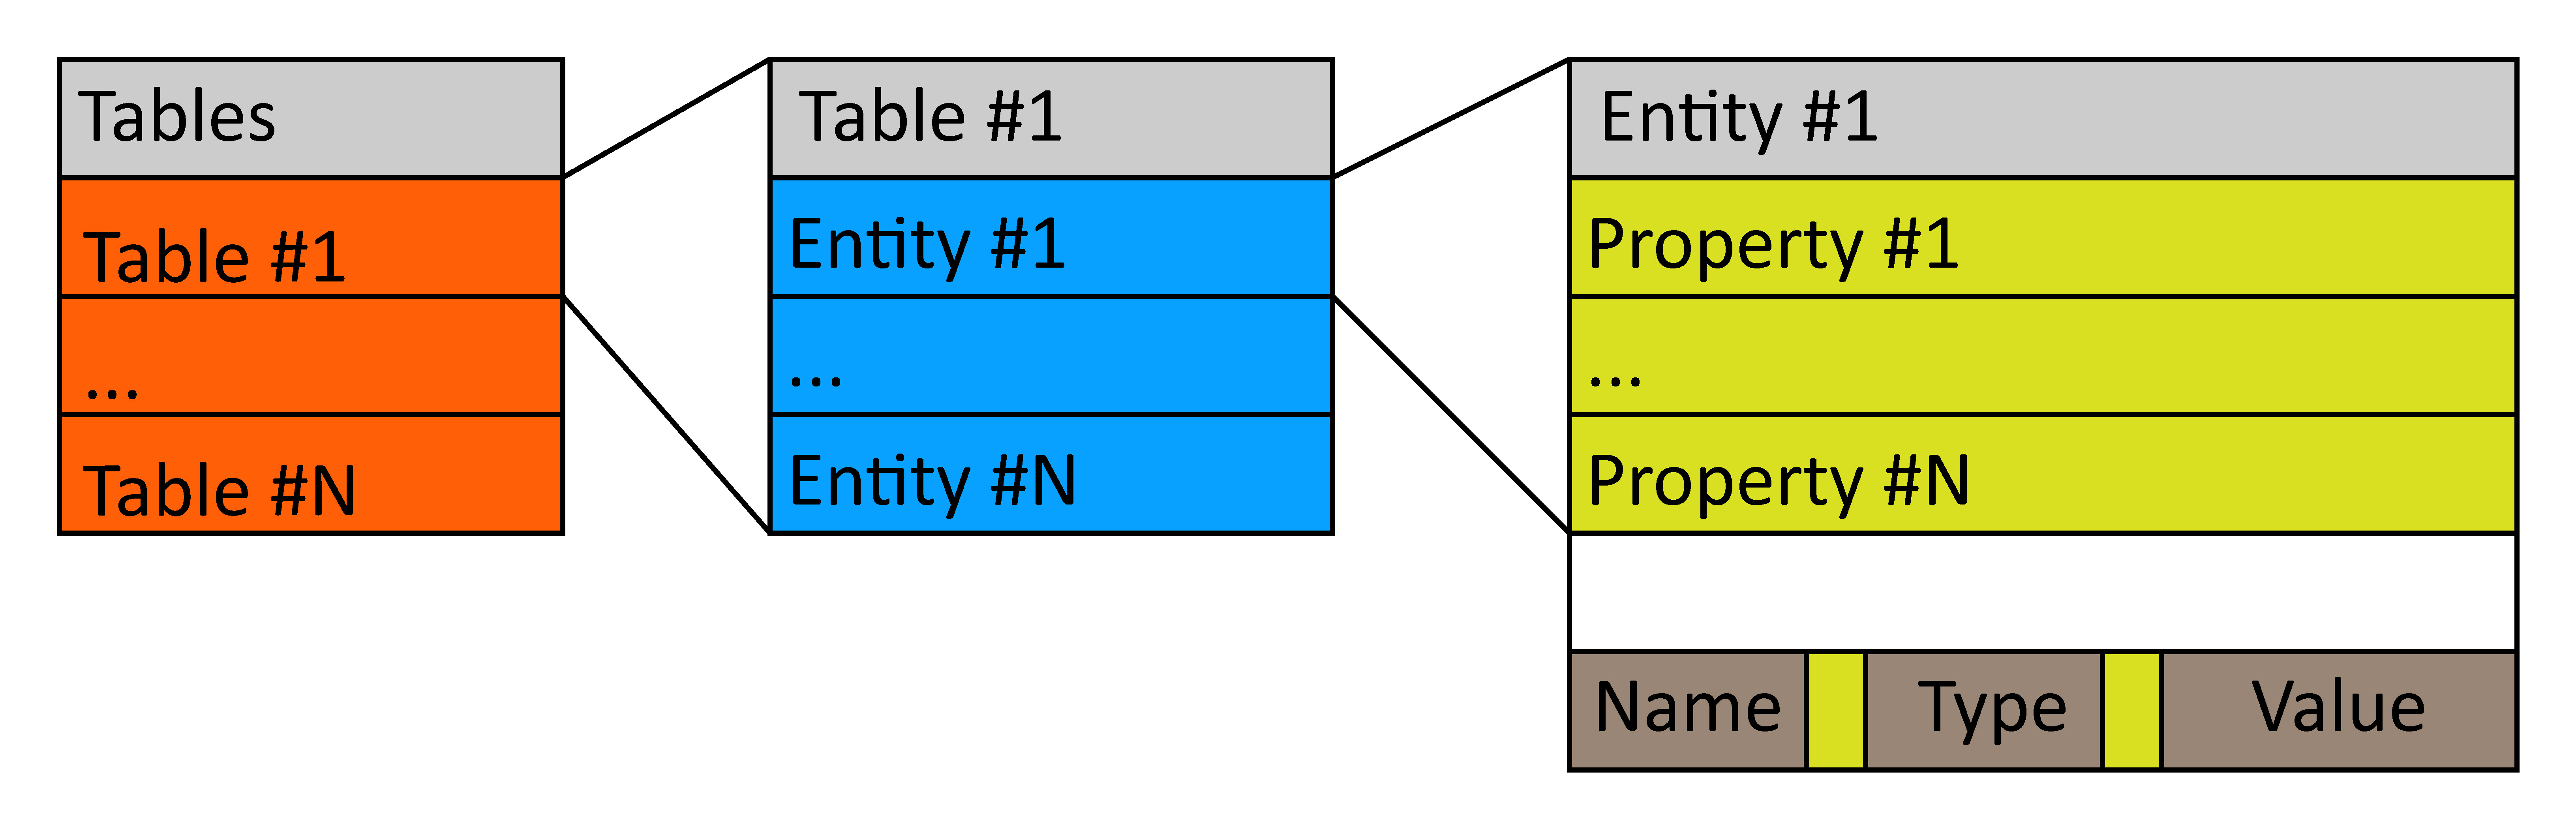 Tables
Table #1
...
Table #N
Table #1
Entity #1
...
Entity #N
Entity #1
Property #1
...
Property #N
Name Type Value